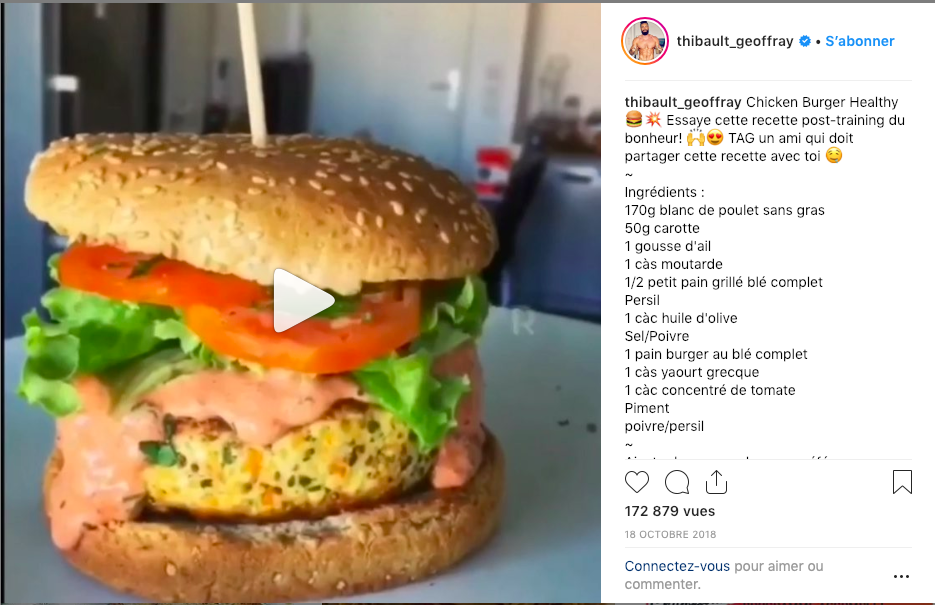 thibault_geoffray • S'abonner
thibault_geoffray Chicken Burger Healthy
🍔💥 Essaye cette recette post-training du
bonheur! 🙌😍 TAG un ami qui doit
partager cette recette avec toi 😋
~
Ingrédients :
170g blanc de poulet sans gras
50g carotte
1 gousse d'ail
1 càs moutarde
1/2 petit pain grillé blé complet
Persil
1 càc huile d'olive
Sel/Poivre
1 pain burger au blé complet
1 càs yaourt grecque
1 càc concentré de tomate
Piment
poivre/persil
~
172 879 vues
18 OCTOBRE 2018
Connectez-vous pour aimer ou
commenter.
R